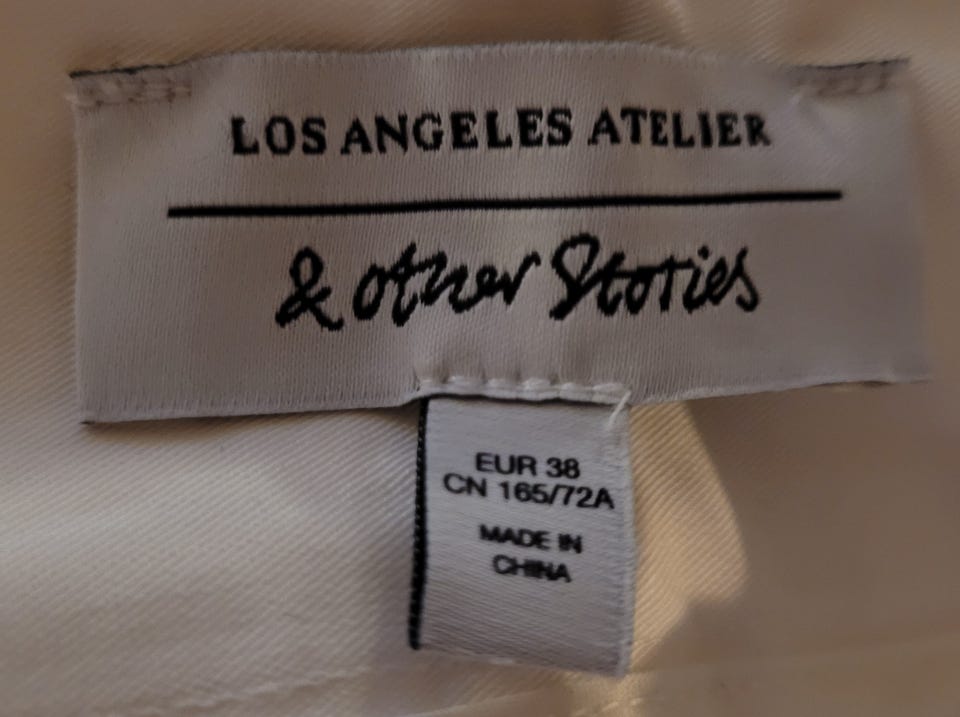 LOS ANGELES ATELIER
& other Stories
EUR 38
CN 165/72A
MADE IN
CHINA